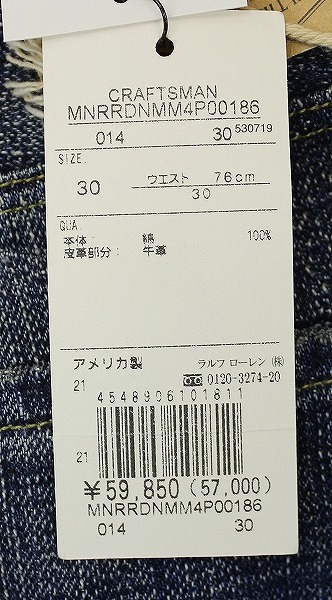 CRAFTSMAN
MNRRDNMM4P00186
014 30 530719
SIZE.
30 ウエスト 76cm
30
QUA.
本体: 綿 100%
皮革部分: 牛革
アメリカ製 ラルフ ローレン (株)
21 0120-3274-20
4548906101811
21
¥59,850 (57,000)
MNRRDNMM4P00186
014 30